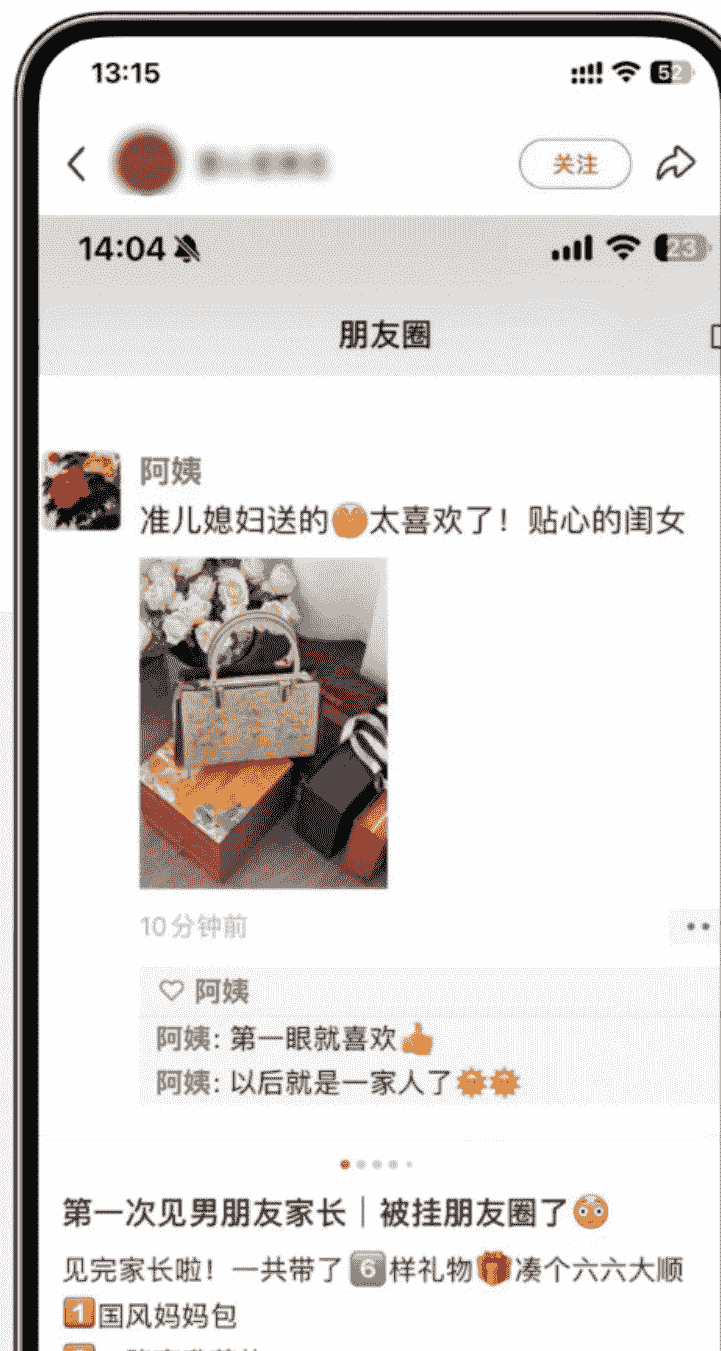 13:15
52
关注
14:04
23
朋友圈
阿姨
准儿媳妇送的太喜欢了！贴心的闺女
10分钟前
阿姨
阿姨：第一眼就喜欢
阿姨：以后就是一家人了
第一次见男朋友家长｜被挂朋友圈了
见完家长啦！一共带了6样礼物凑个六六大顺
1国风妈妈包